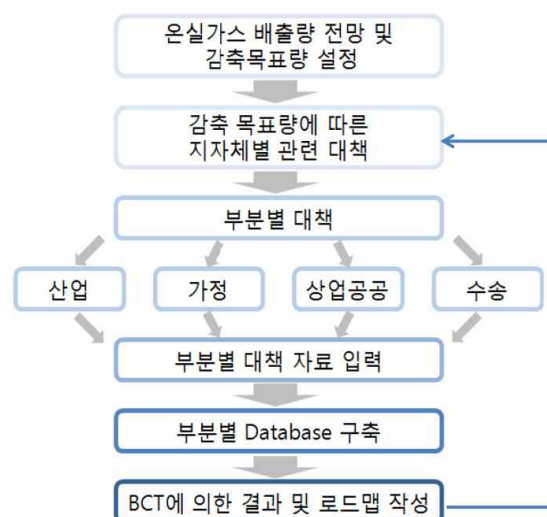 온실가스 배출량 전망 및
감축목표량 설정
감축 목표량에 따른
지자체별 관련 대책
부분별 대책
산업
가정
상업공공
수송
부분별 대책 자료 입력
부분별 Database 구축
BCT에 의한 결과 및 로드맵 작성